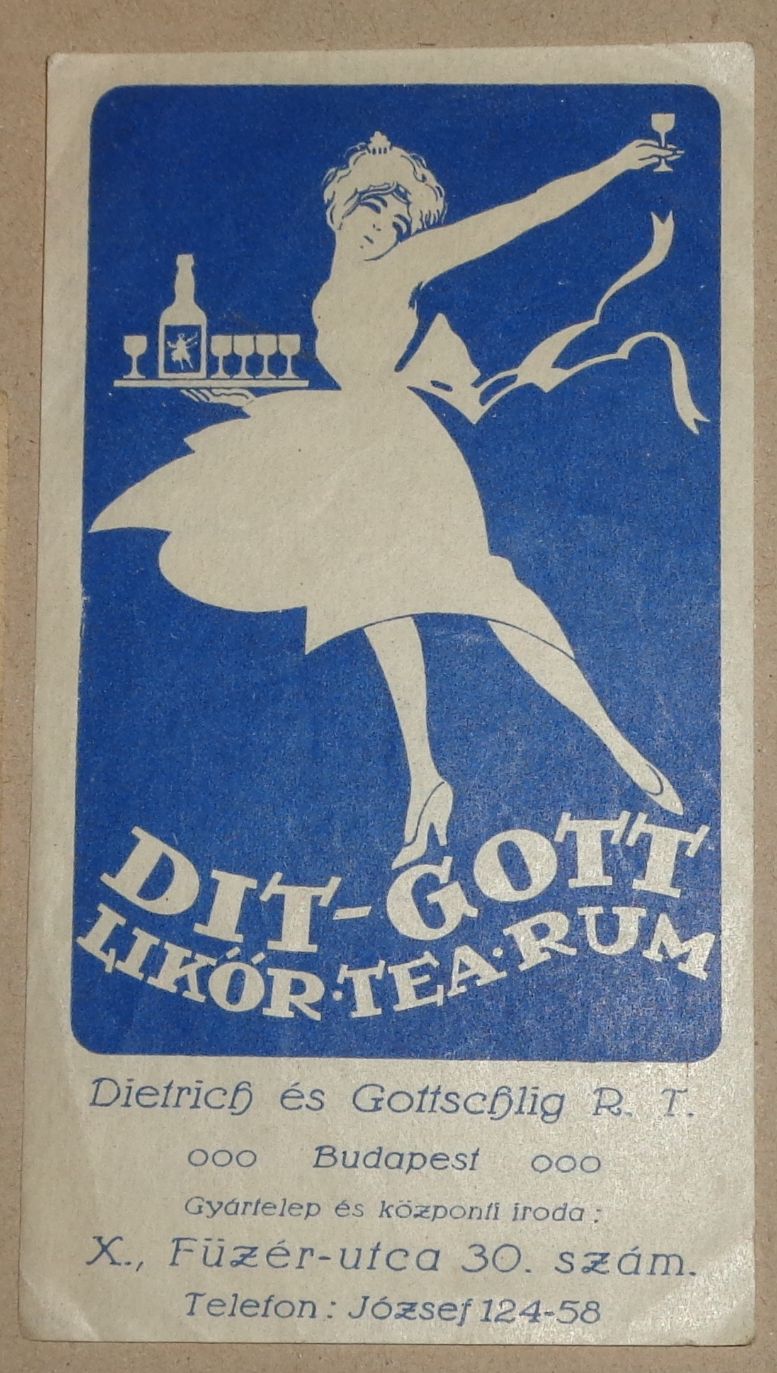 DIT-GOTT
LIKŐR·TEA·RUM
Dietrich és Gottschlig R. T.
ooo Budapest ooo
Gyártelep és központi iroda:
X., Füzér-utca 30. szám.
Telefon: József 124-58